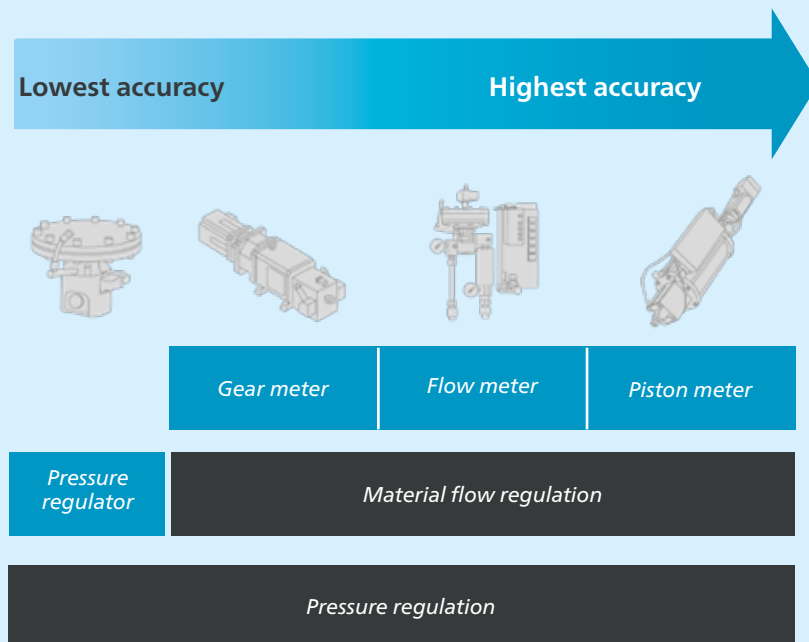 Lowest accuracy
Highest accuracy
Gear meter
Flow meter
Piston meter
Pressure
regulator
Material flow regulation
Pressure regulation